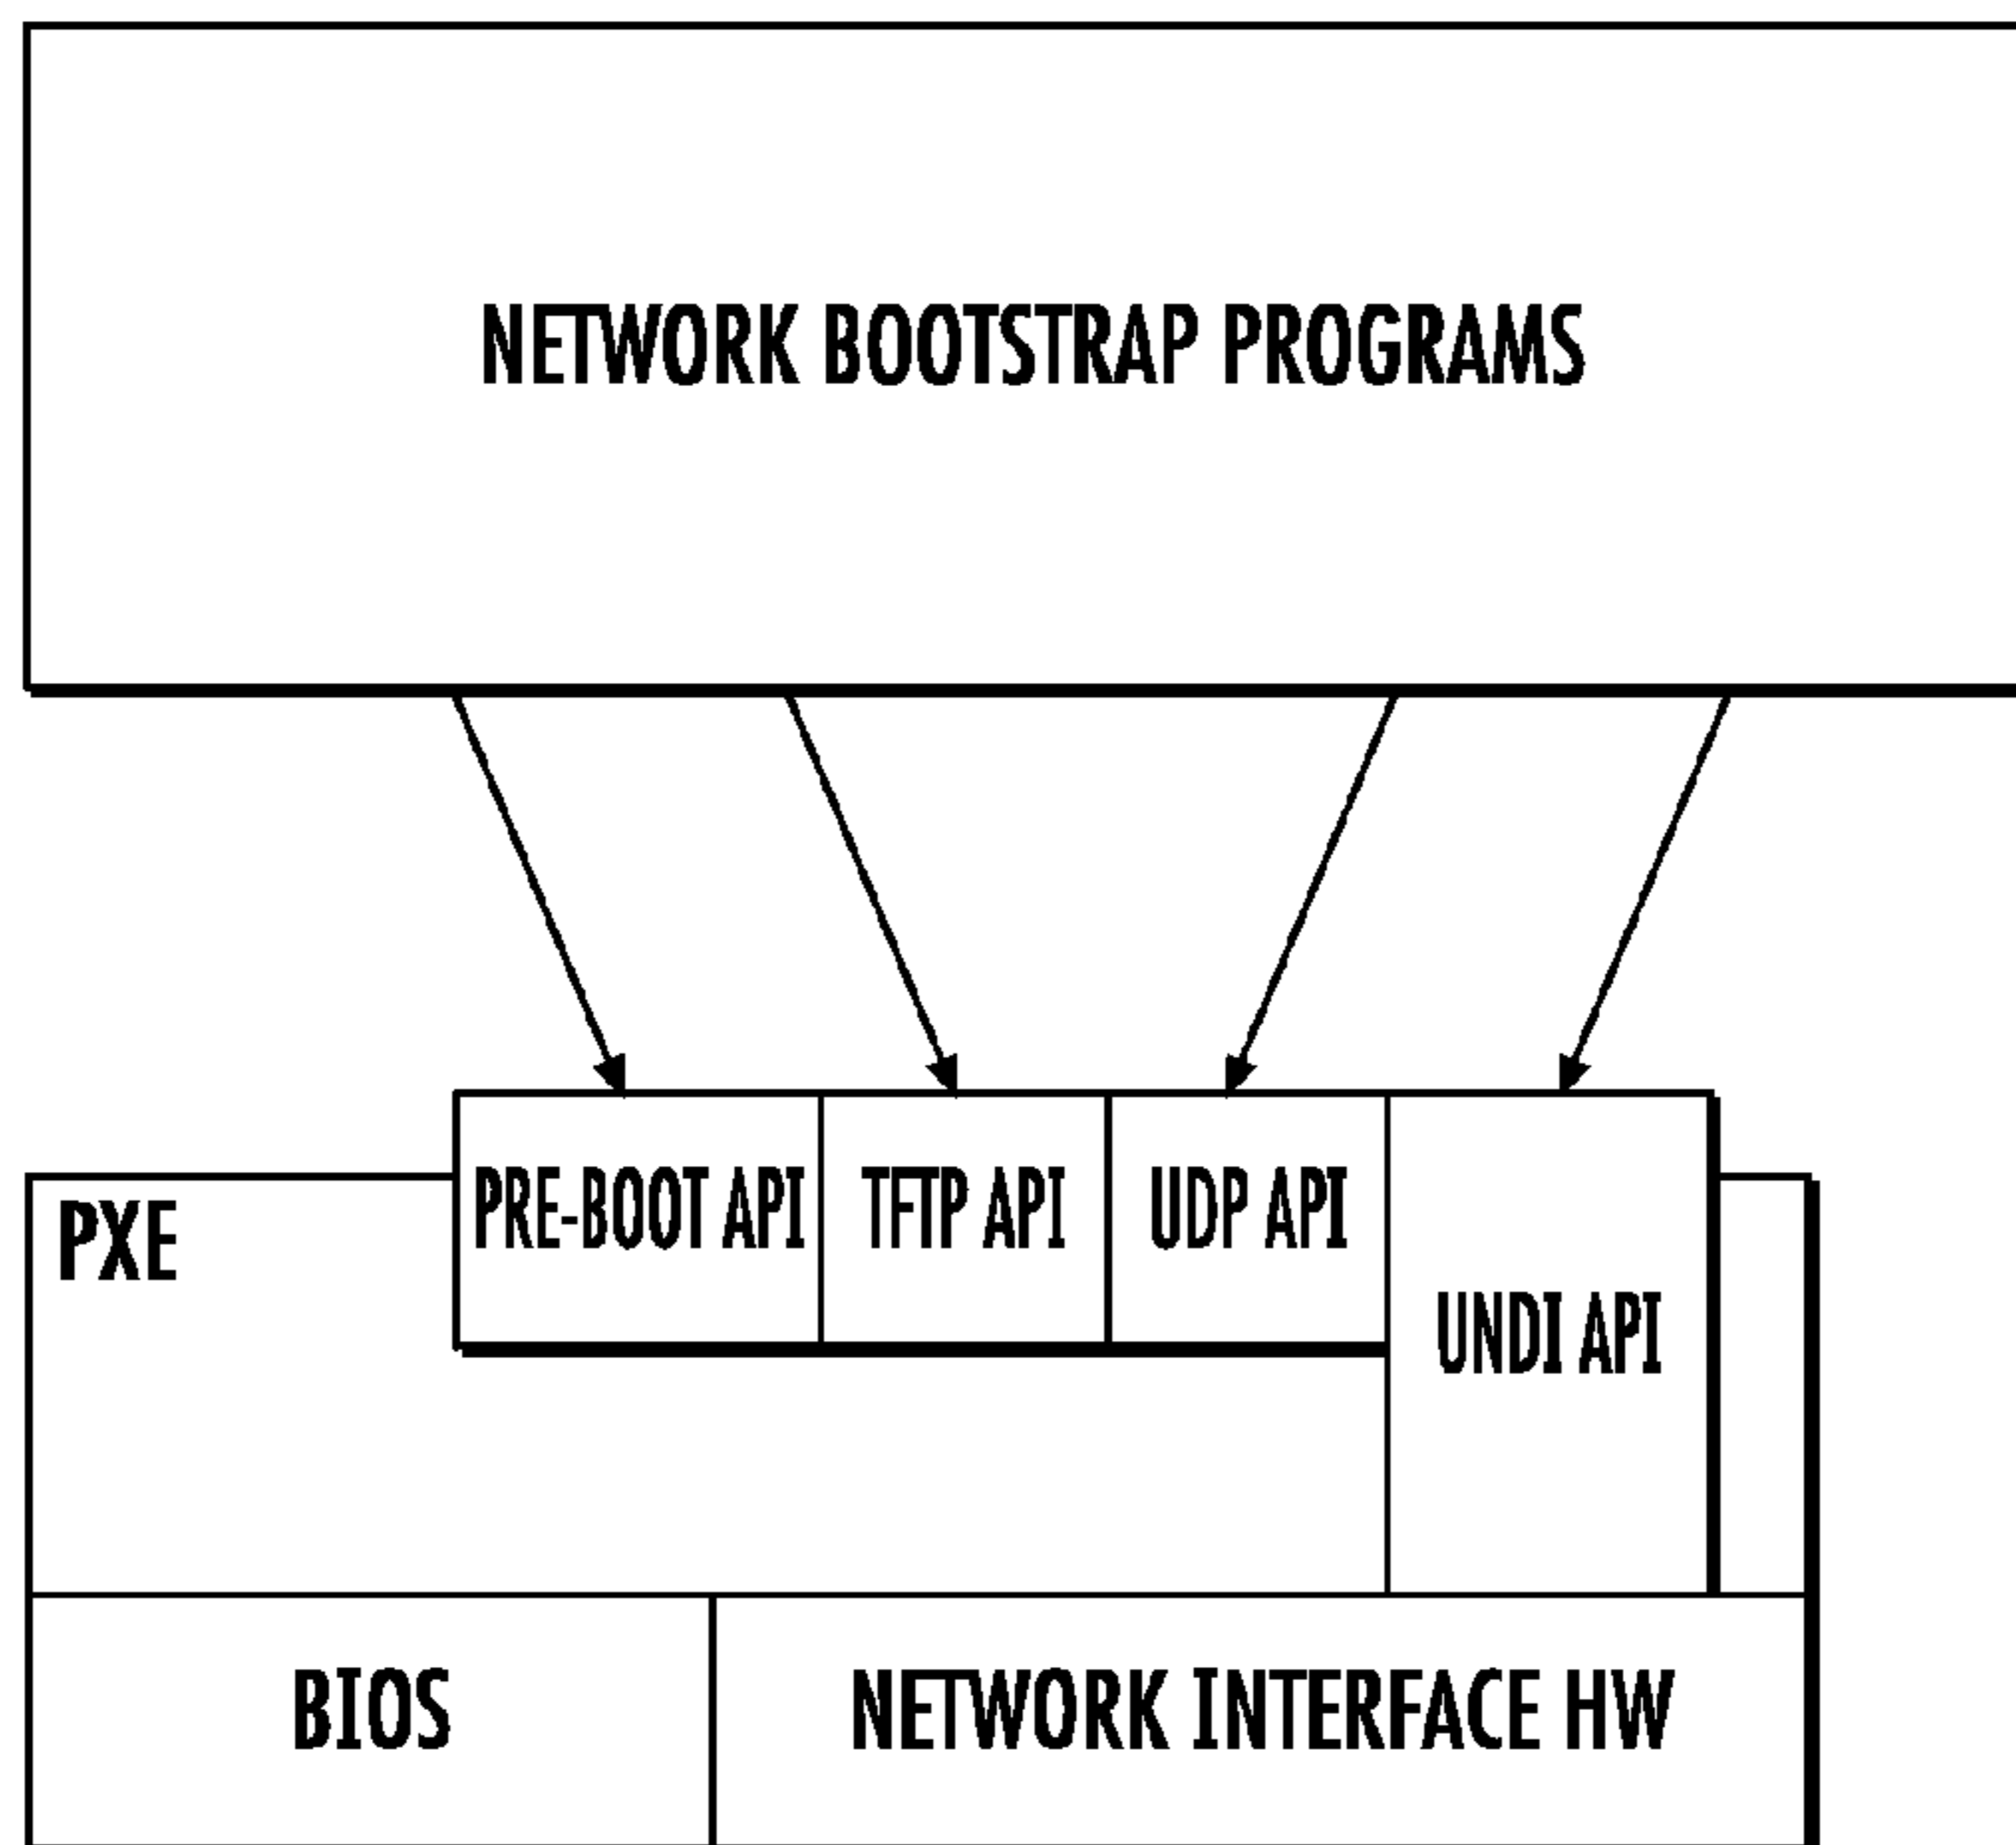 NETWORK BOOTSTRAP PROGRAMS
PXE
PRE-BOOT API
TFTP API
UDP API
UNDI API
BIOS
NETWORK INTERFACE HW